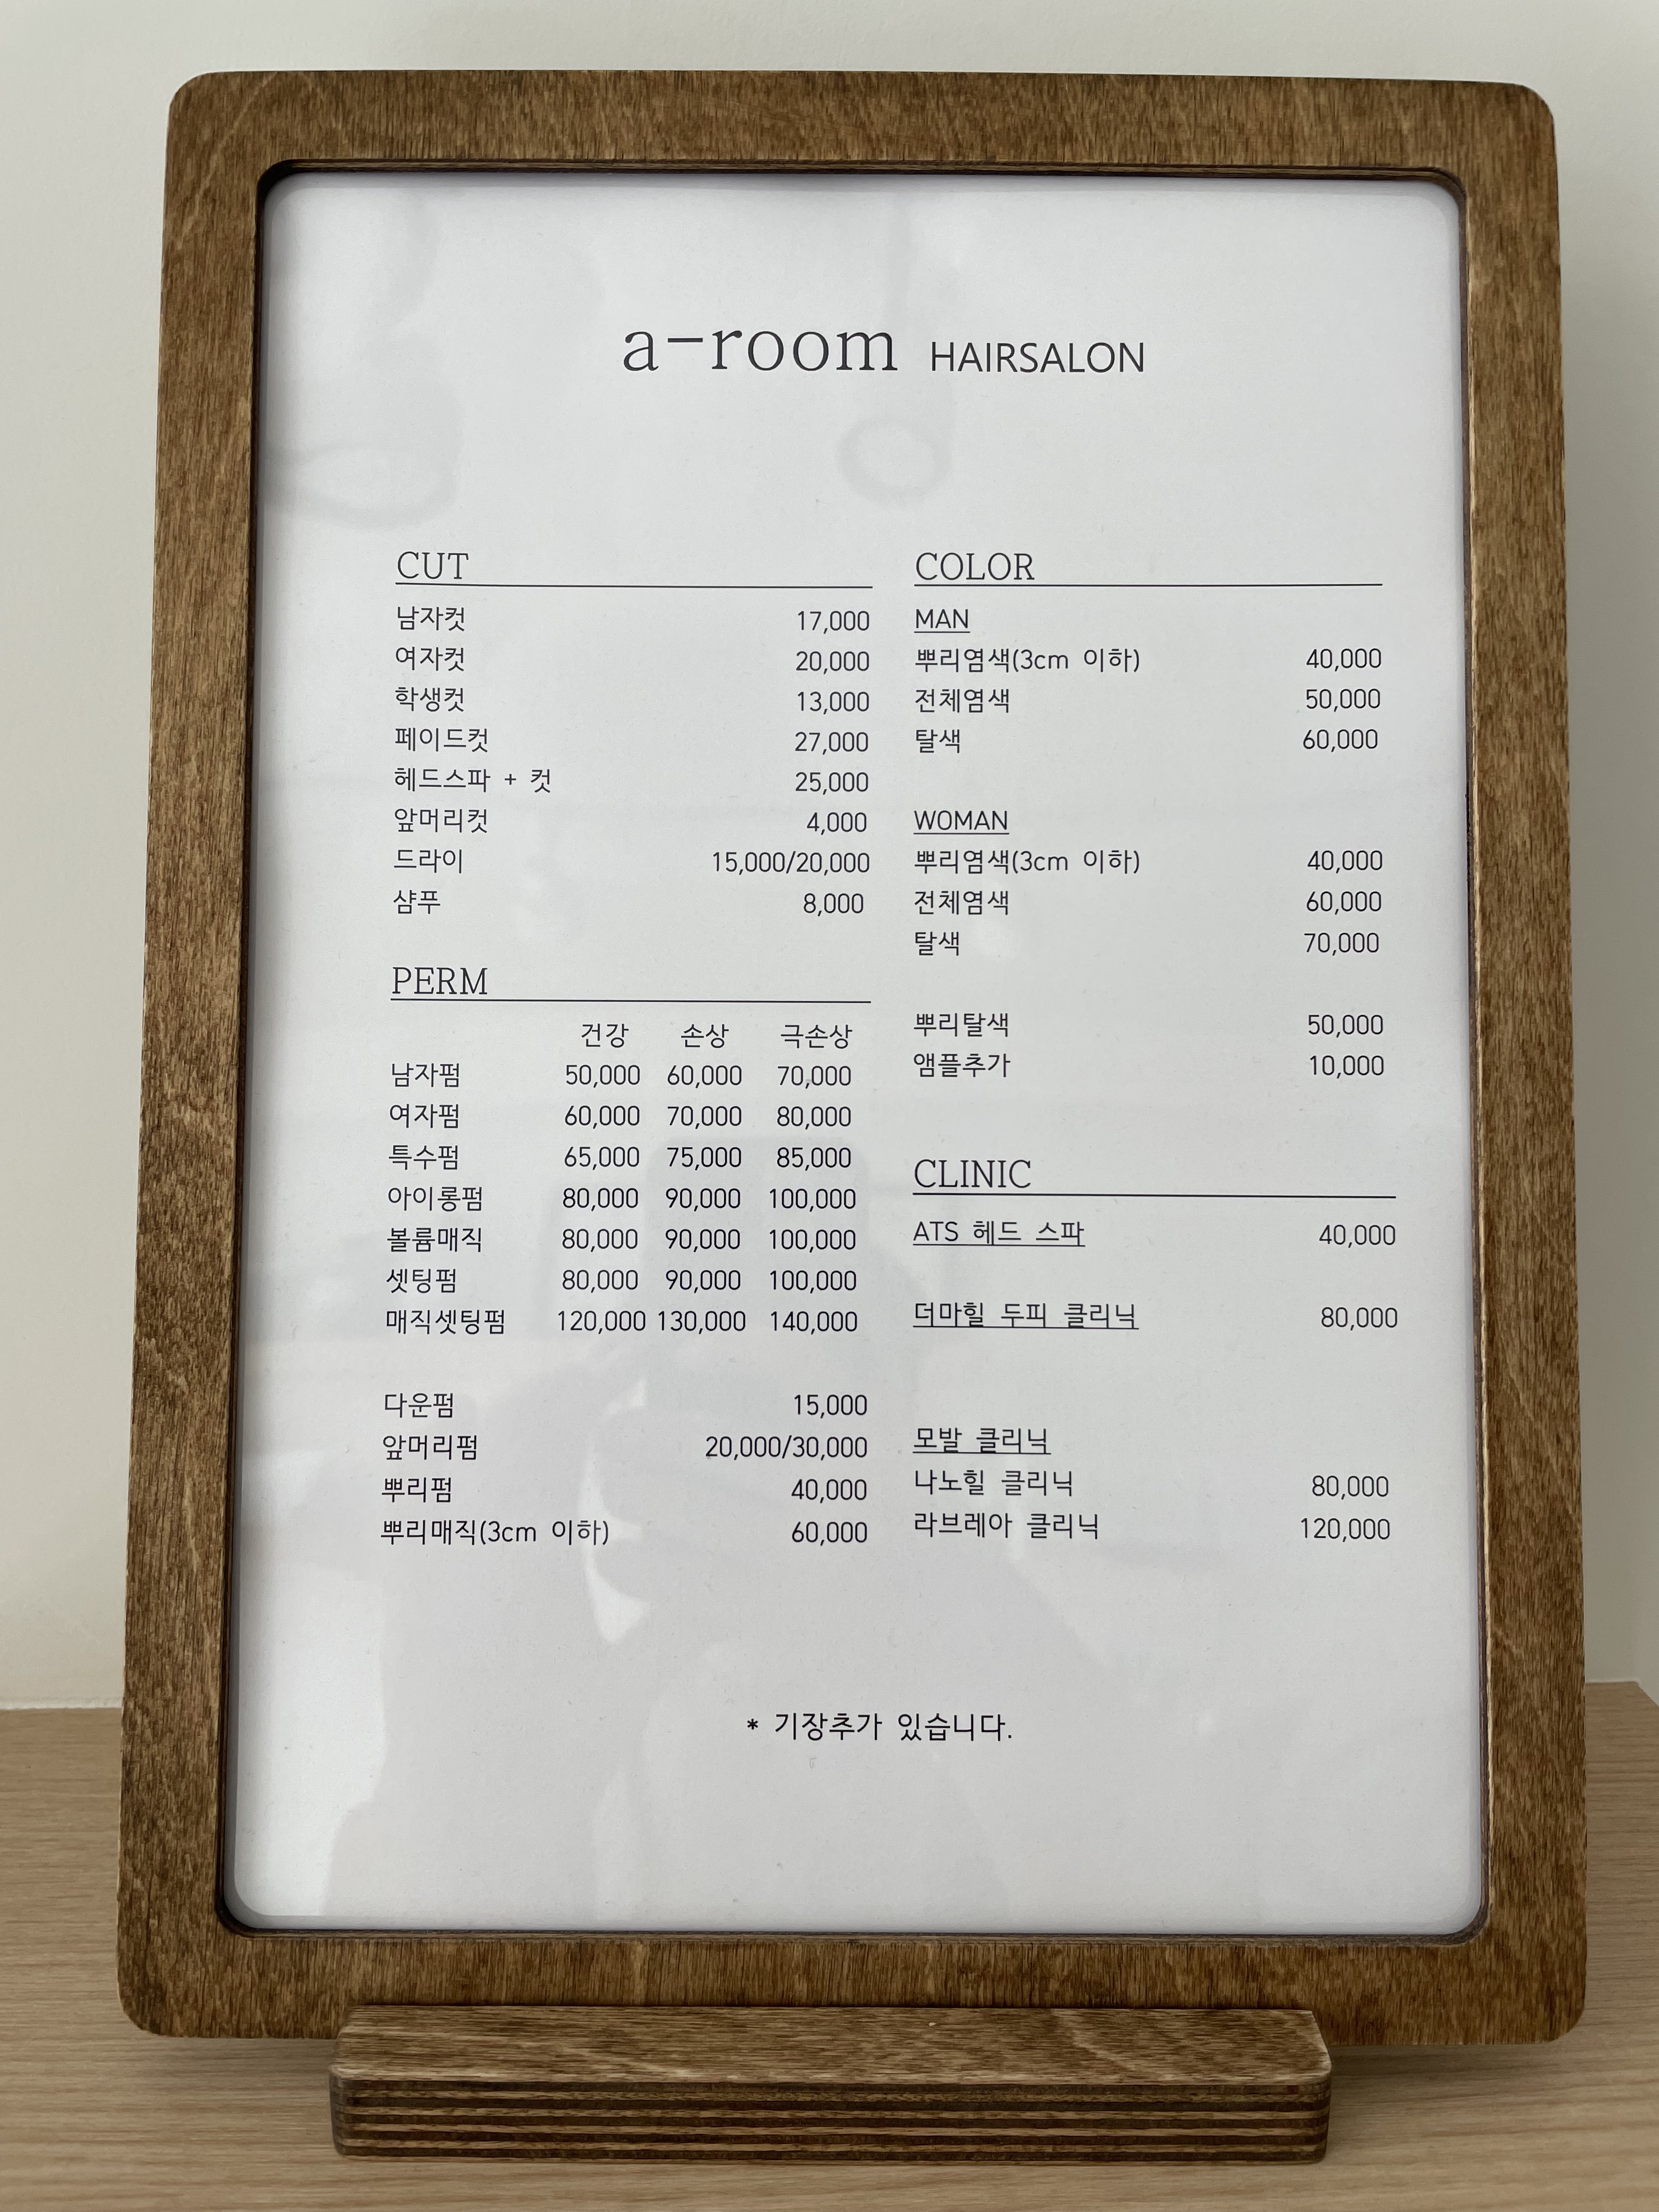 a-room HAIRSALON
CUT
남자컷 17,000
여자컷 20,000
학생컷 13,000
페이드컷 27,000
헤드스파 + 컷 25,000
앞머리컷 4,000
드라이 15,000/20,000
샴푸 8,000
PERM
건강 손상 극손상
남자펌 50,000 60,000 70,000
여자펌 60,000 70,000 80,000
특수펌 65,000 75,000 85,000
아이롱펌 80,000 90,000 100,000
볼륨매직 80,000 90,000 100,000
셋팅펌 80,000 90,000 100,000
매직셋팅펌 120,000 130,000 140,000
다운펌 15,000
앞머리펌 20,000/30,000
뿌리펌 40,000
뿌리매직(3cm 이하) 60,000
COLOR
MAN
뿌리염색(3cm 이하) 40,000
전체염색 50,000
탈색 60,000
WOMAN
뿌리염색(3cm 이하) 40,000
전체염색 60,000
탈색 70,000
뿌리탈색 50,000
앰플추가 10,000
CLINIC
ATS 헤드 스파 40,000
더마힐 두피 클리닉 80,000
모발 클리닉
나노힐 클리닉 80,000
라브레아 클리닉 120,000
* 기장추가 있습니다.